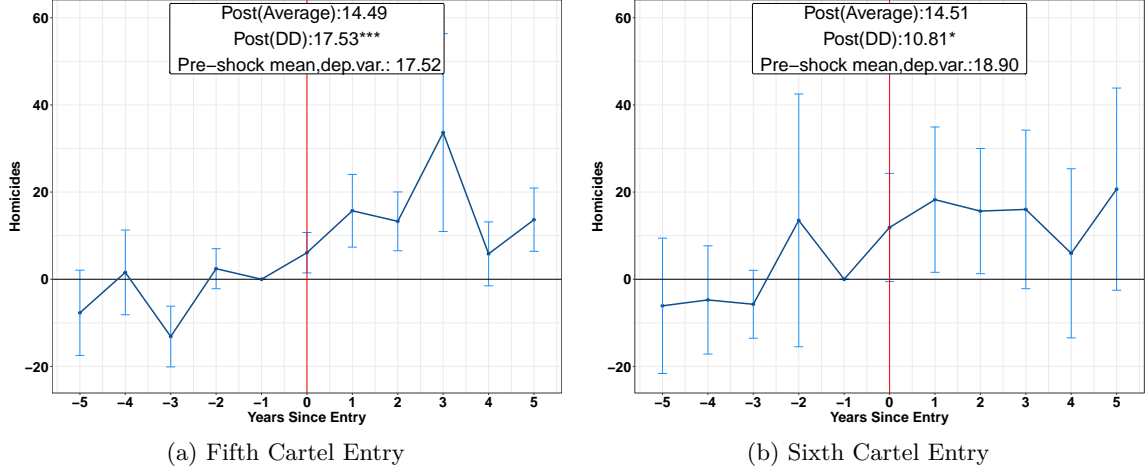 Post(Average):14.49
Post(DD):17.53***
Pre−shock mean,dep.var.: 17.52
60
40
20
0
−20
Homicides
−5 −4 −3 −2 −1 0 1 2 3 4 5
Years Since Entry
(a) Fifth Cartel Entry
Post(Average):14.51
Post(DD):10.81*
Pre−shock mean,dep.var.:18.90
60
40
20
0
−20
Homicides
−5 −4 −3 −2 −1 0 1 2 3 4 5
Years Since Entry
(b) Sixth Cartel Entry